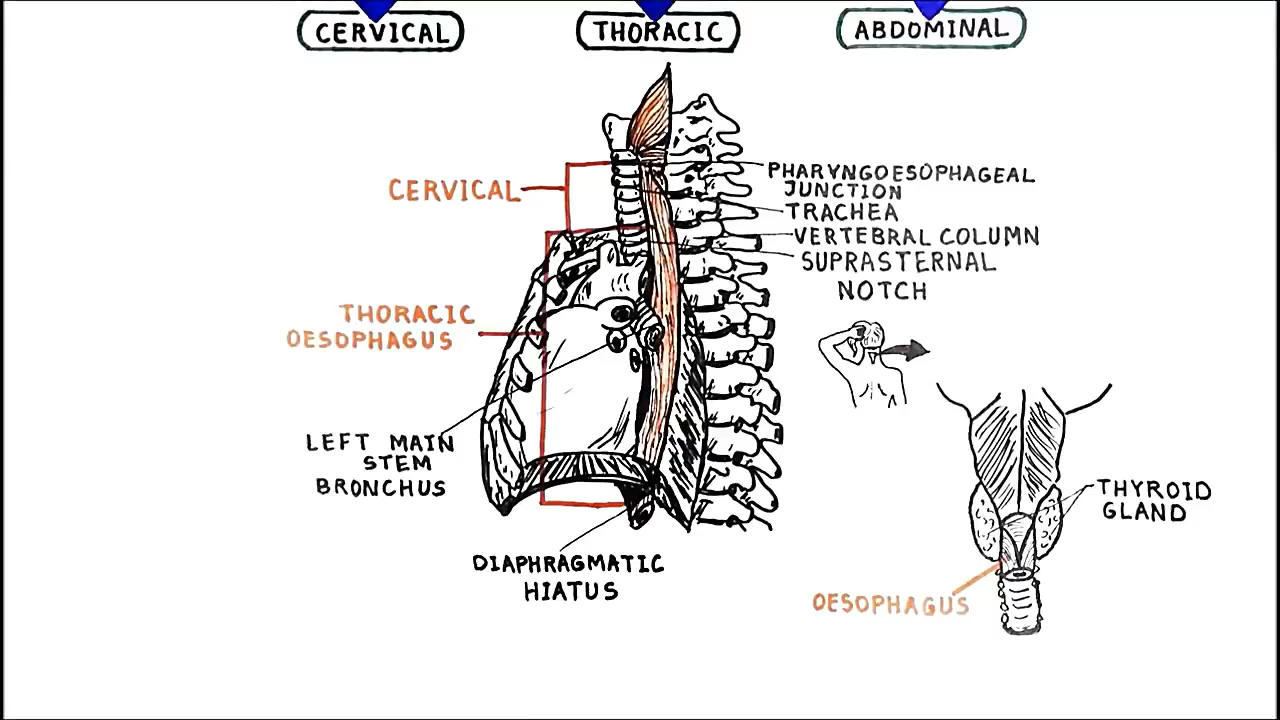 CERVICAL
THORACIC
ABDOMINAL
CERVICAL
PHARYNGOESOPHAGEAL
JUNCTION
TRACHEA
VERTEBRAL COLUMN
SUPRASTERNAL
NOTCH
THORACIC
OESOPHAGUS
LEFT MAIN
STEM
BRONCHUS
DIAPHRAGMATIC
HIATUS
THYROID
GLAND
OESOPHAGUS